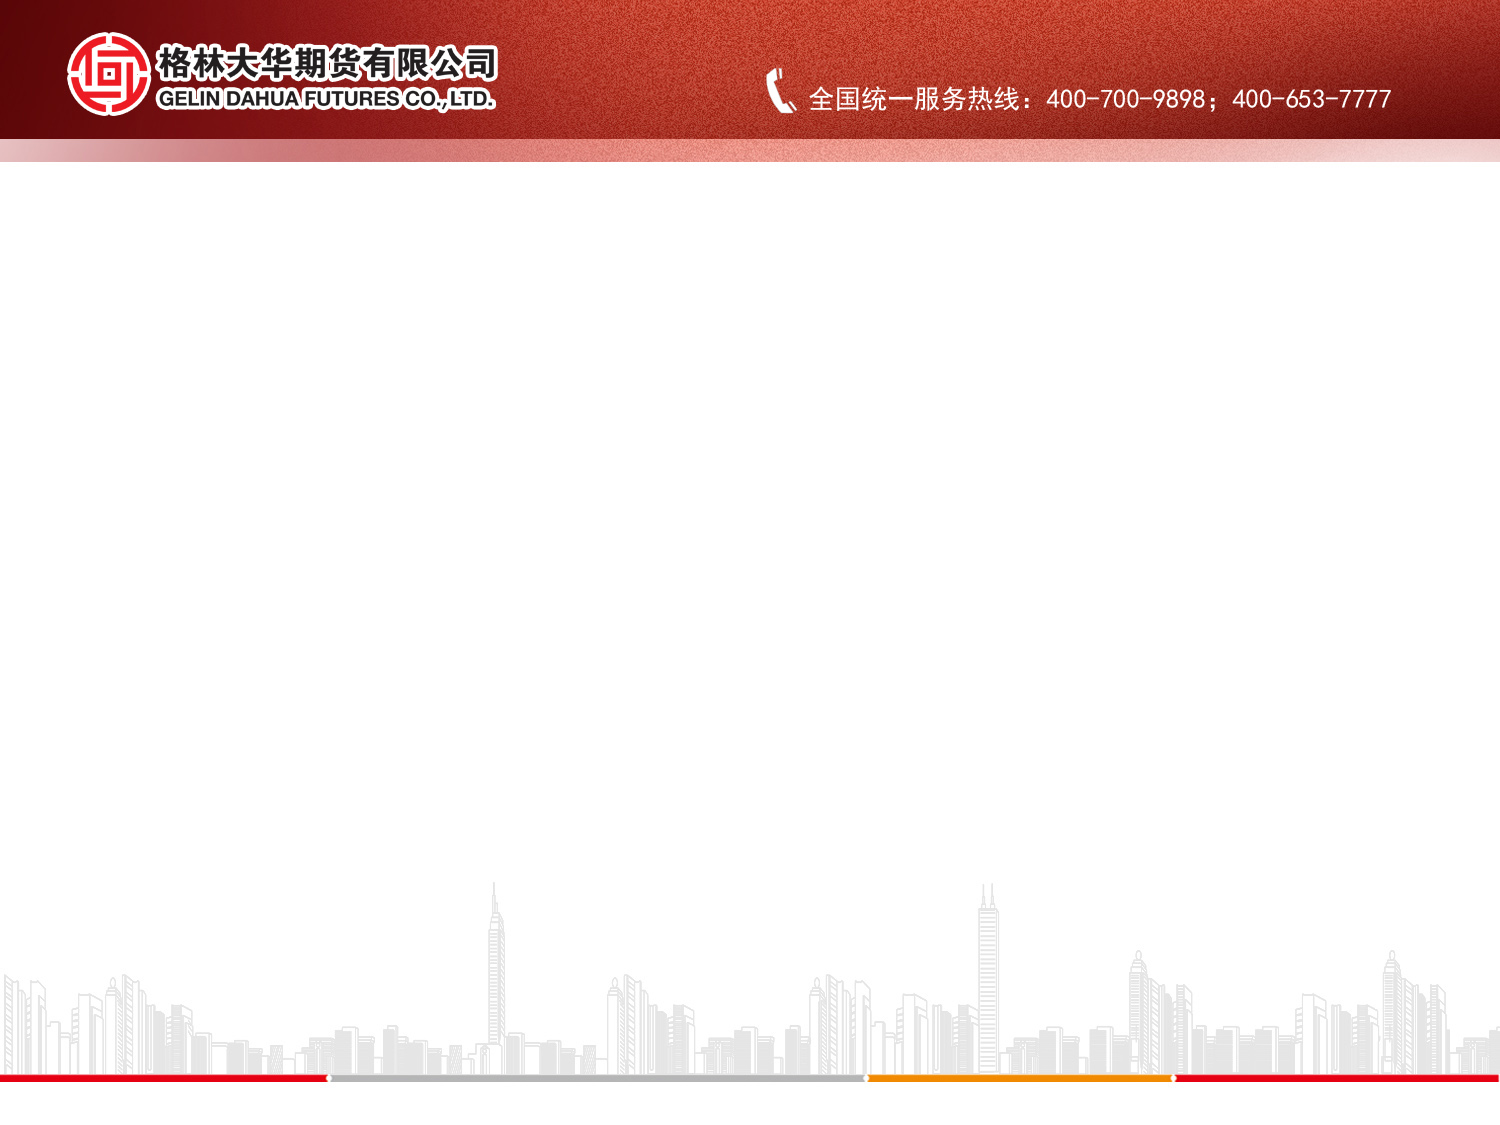 格林大华期货有限公司
GELIN DAHUA FUTURES CO.,LTD.
全国统一服务热线：400-700-9898；400-653-7777